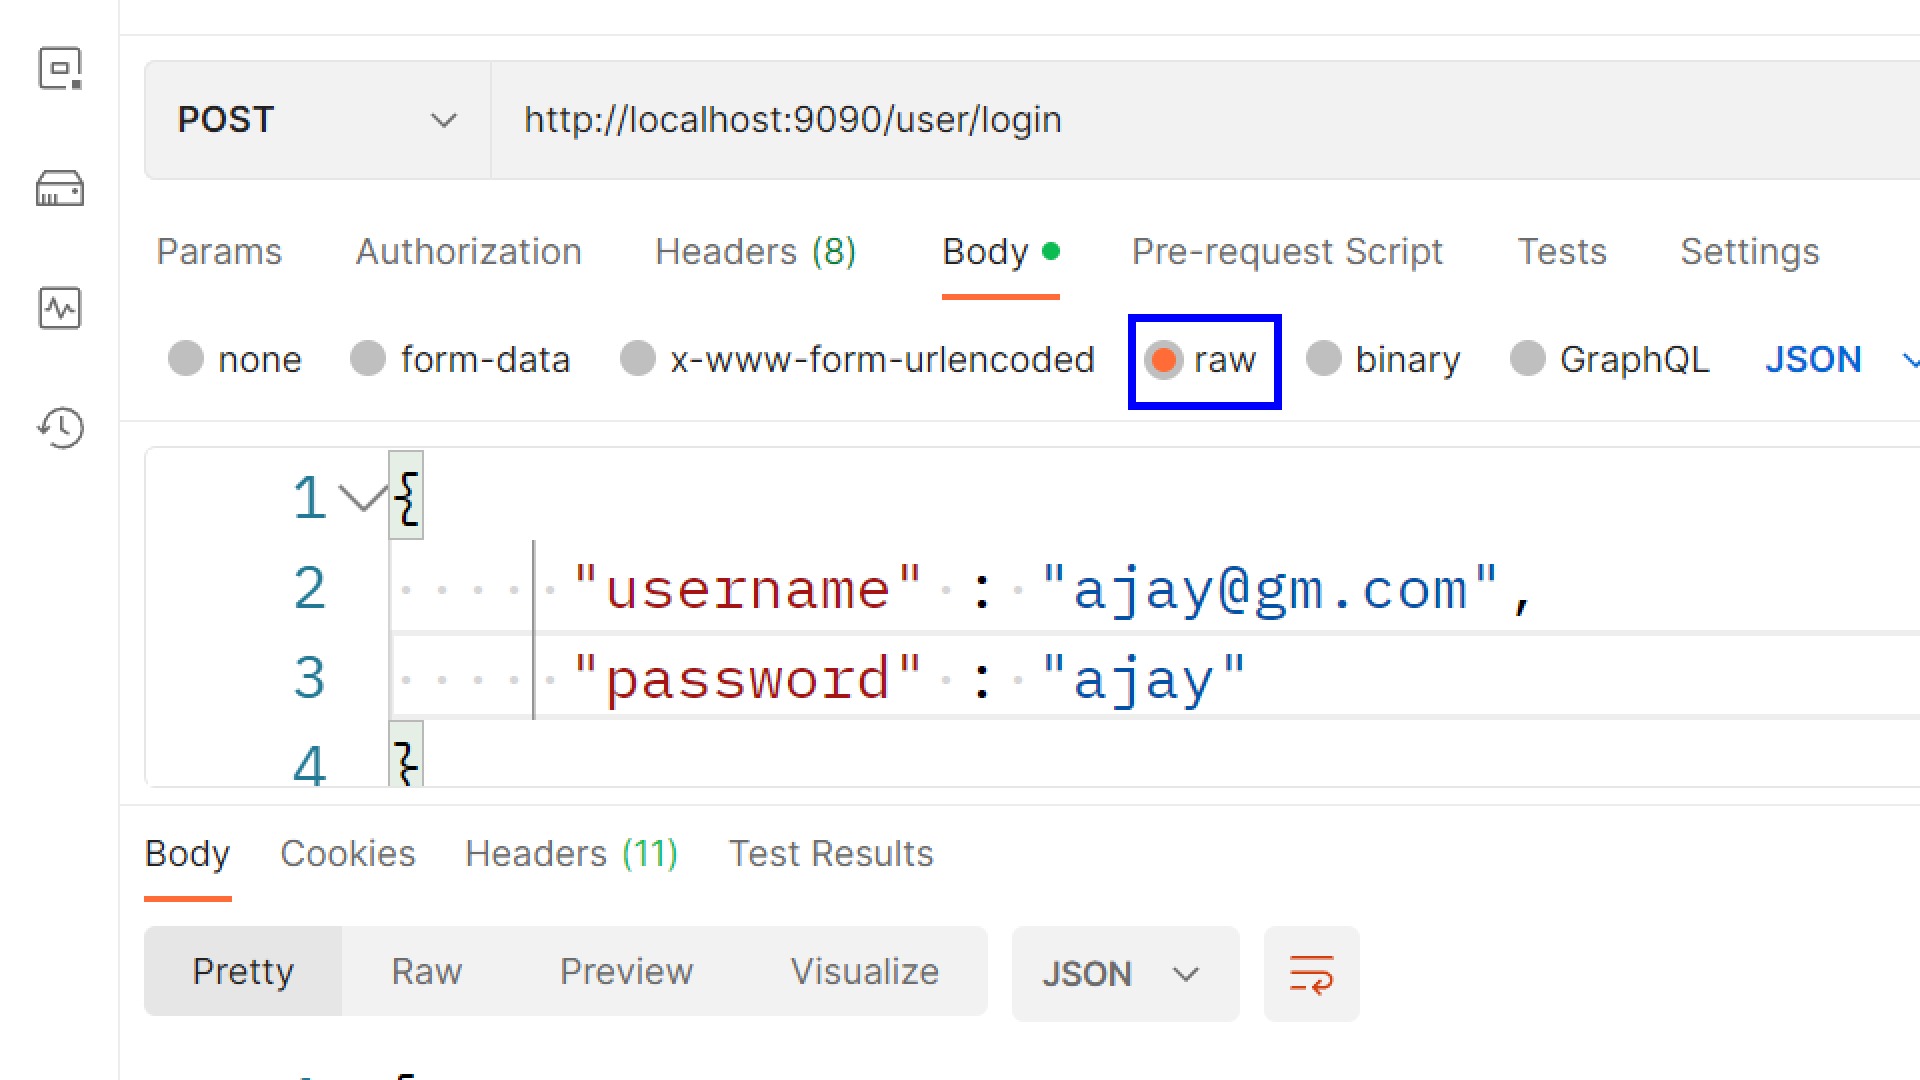 POST http://localhost:9090/user/login
Params Authorization Headers (8) Body Pre-request Script Tests Settings
none form-data x-www-form-urlencoded raw binary GraphQL JSON
1 {
2 "username" : "ajay@gm.com",
3 "password" : "ajay"
4 }
Body Cookies Headers (11) Test Results
Pretty Raw Preview Visualize JSON